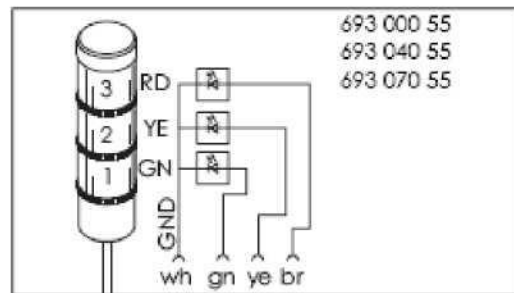 693 000 55
693 040 55
693 070 55
3 RD
2 YE
1 GN
GND
wh gn ye br